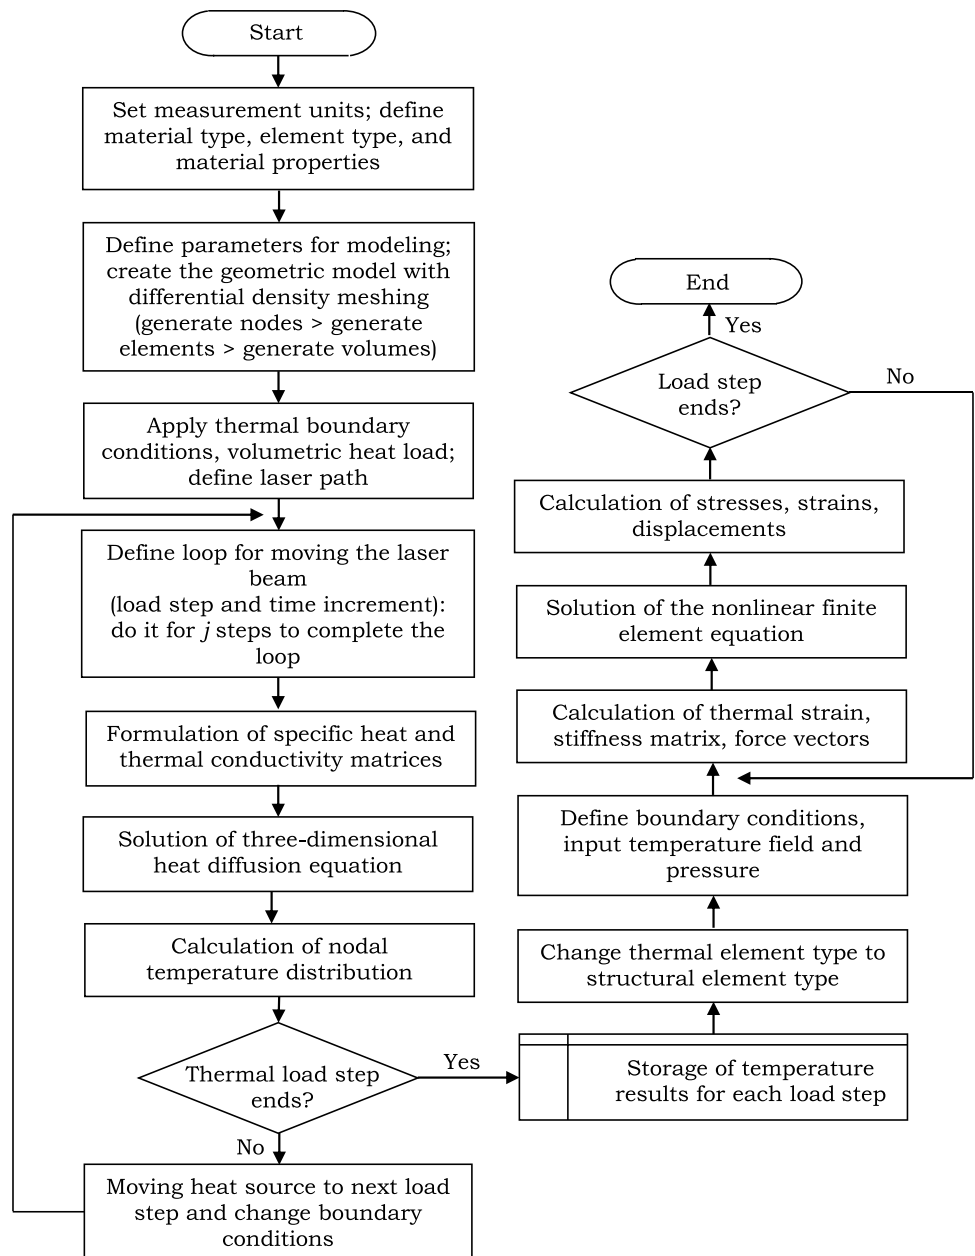 Start
Set measurement units; define
material type, element type, and
material properties
Define parameters for modeling;
create the geometric model with
differential density meshing
(generate nodes > generate
elements > generate volumes)
Apply thermal boundary
conditions, volumetric heat load;
define laser path
Define loop for moving the laser
beam
(load step and time increment):
do it for j steps to complete the
loop
Formulation of specific heat and
thermal conductivity matrices
Solution of three-dimensional
heat diffusion equation
Calculation of nodal
temperature distribution
Thermal load step
ends?
No
Moving heat source to next load
step and change boundary
conditions
Yes
Storage of temperature
results for each load step
Change thermal element type to
structural element type
Define boundary conditions,
input temperature field and
pressure
Calculation of thermal strain,
stiffness matrix, force vectors
Solution of the nonlinear finite
element equation
Calculation of stresses, strains,
displacements
Load step
ends?
No
Yes
End